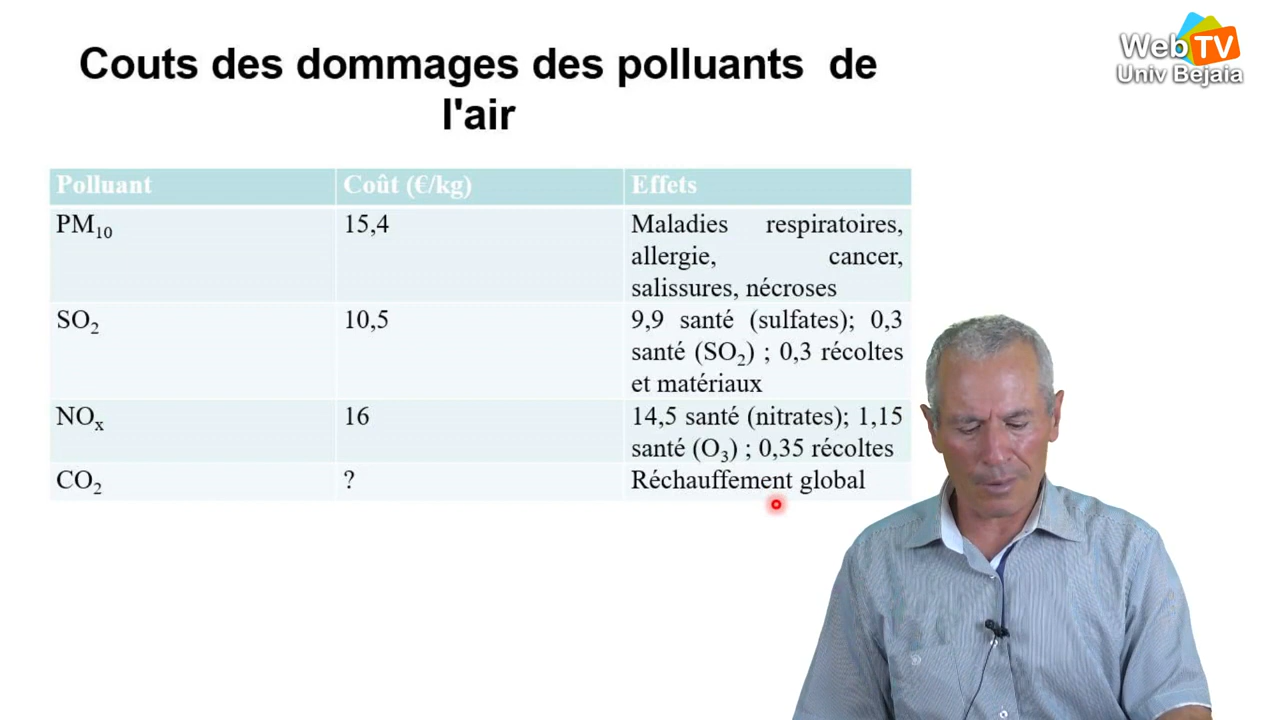 Couts des dommages des polluants de
l'air
Web TV
Univ Bejaia
Polluant Coût (€/kg) Effets
PM10 15,4 Maladies respiratoires,
allergie, cancer,
salissures, nécroses
SO2 10,5 9,9 santé (sulfates); 0,3
santé (SO2) ; 0,3 récoltes
et matériaux
NOx 16 14,5 santé (nitrates); 1,15
santé (O3) ; 0,35 récoltes
CO2 ? Réchauffement global